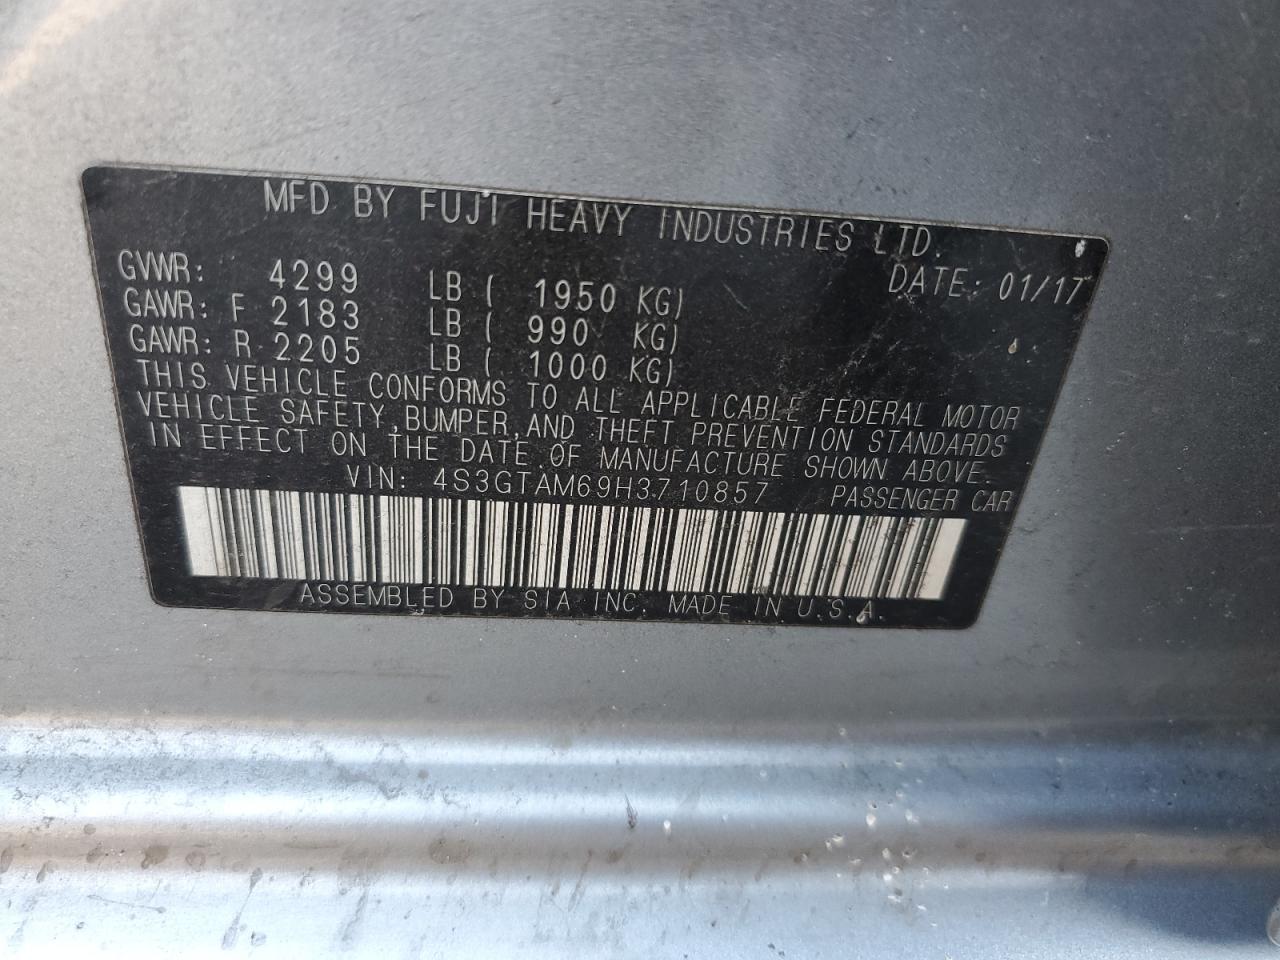 MFD BY FUJI HEAVY INDUSTRIES LTD.
DATE: 01/17
GVWR: 4299 LB ( 1950 KG)
GAWR: F 2183 LB ( 990 KG)
GAWR: R 2205 LB ( 1000 KG)
THIS VEHICLE CONFORMS TO ALL APPLICABLE FEDERAL MOTOR
VEHICLE SAFETY, BUMPER, AND THEFT PREVENTION STANDARDS
IN EFFECT ON THE DATE OF MANUFACTURE SHOWN ABOVE.
VIN: 4S3GTAM69H3710857 PASSENGER CAR
ASSEMBLED BY SIA INC. MADE IN U.S.A.